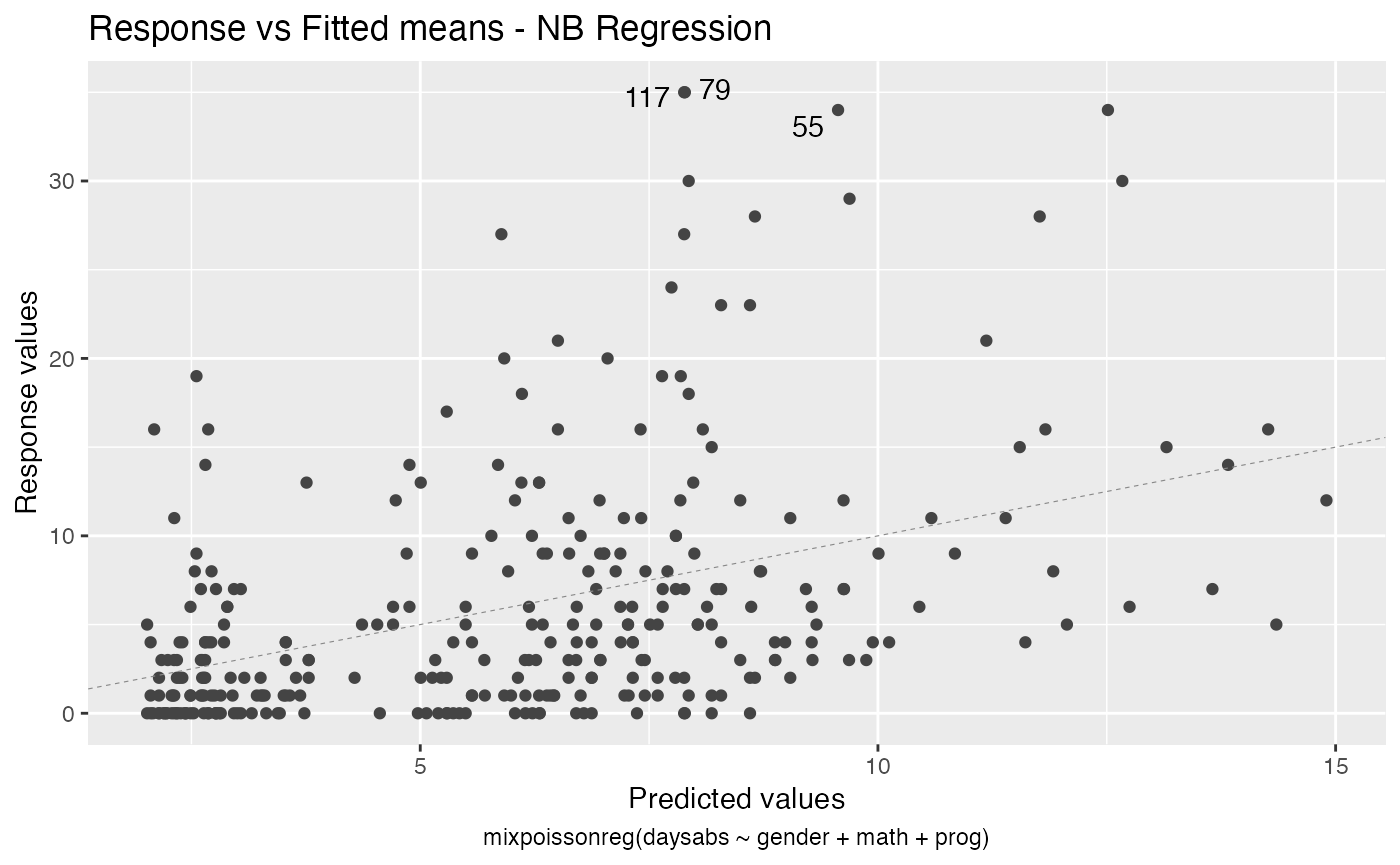 Response vs Fitted means - NB Regression
117
79
55
Response values
30
20
10
0
5
10
15
Predicted values
mixpoissonreg(daysabs ~ gender + math + prog)